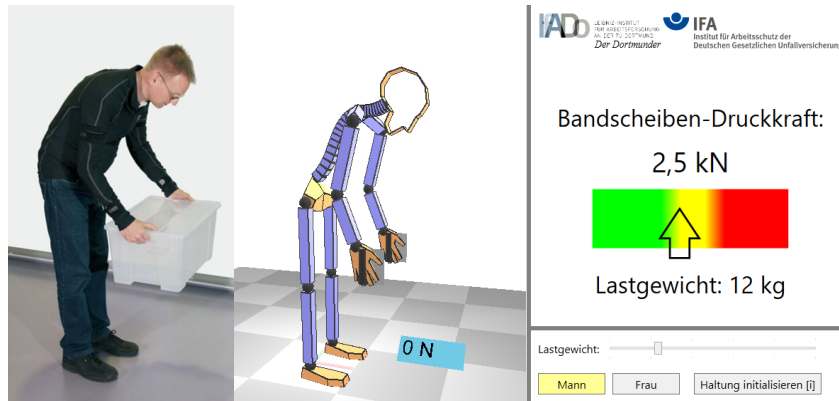 0 N
IFADo
LEIBNIZ-INSTITUT
FÜR ARBEITSFORSCHUNG
AN DER TU DORTMUND
Der Dortmunder
IFA
Institut für Arbeitsschutz der
Deutschen Gesetzlichen Unfallversicherung
Bandscheiben-Druckkraft:
2,5 kN
Lastgewicht: 12 kg
Lastgewicht:
Mann
Frau
Haltung initialisieren [i]